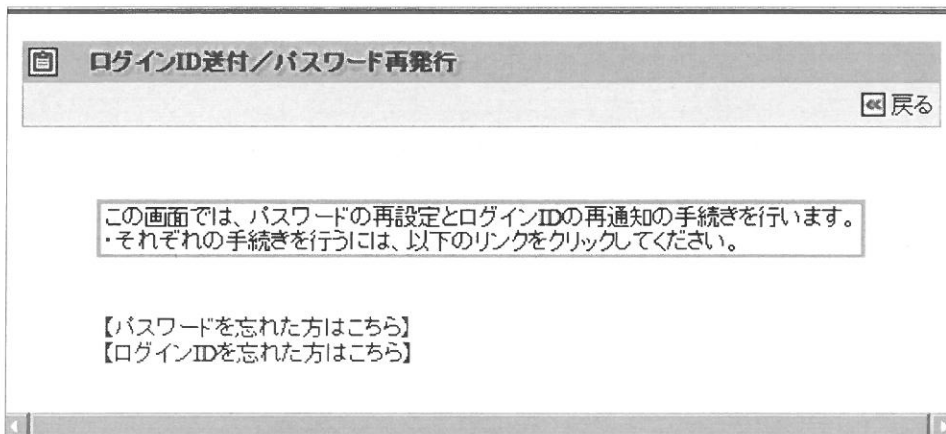 ログインID送付／パスワード再発行
戻る
この画面では、パスワードの再設定とログインIDの再通知の手続きを行います。
・それぞれの手続きを行うには、以下のリンクをクリックしてください。
【パスワードを忘れた方はこちら】
【ログインIDを忘れた方はこちら】